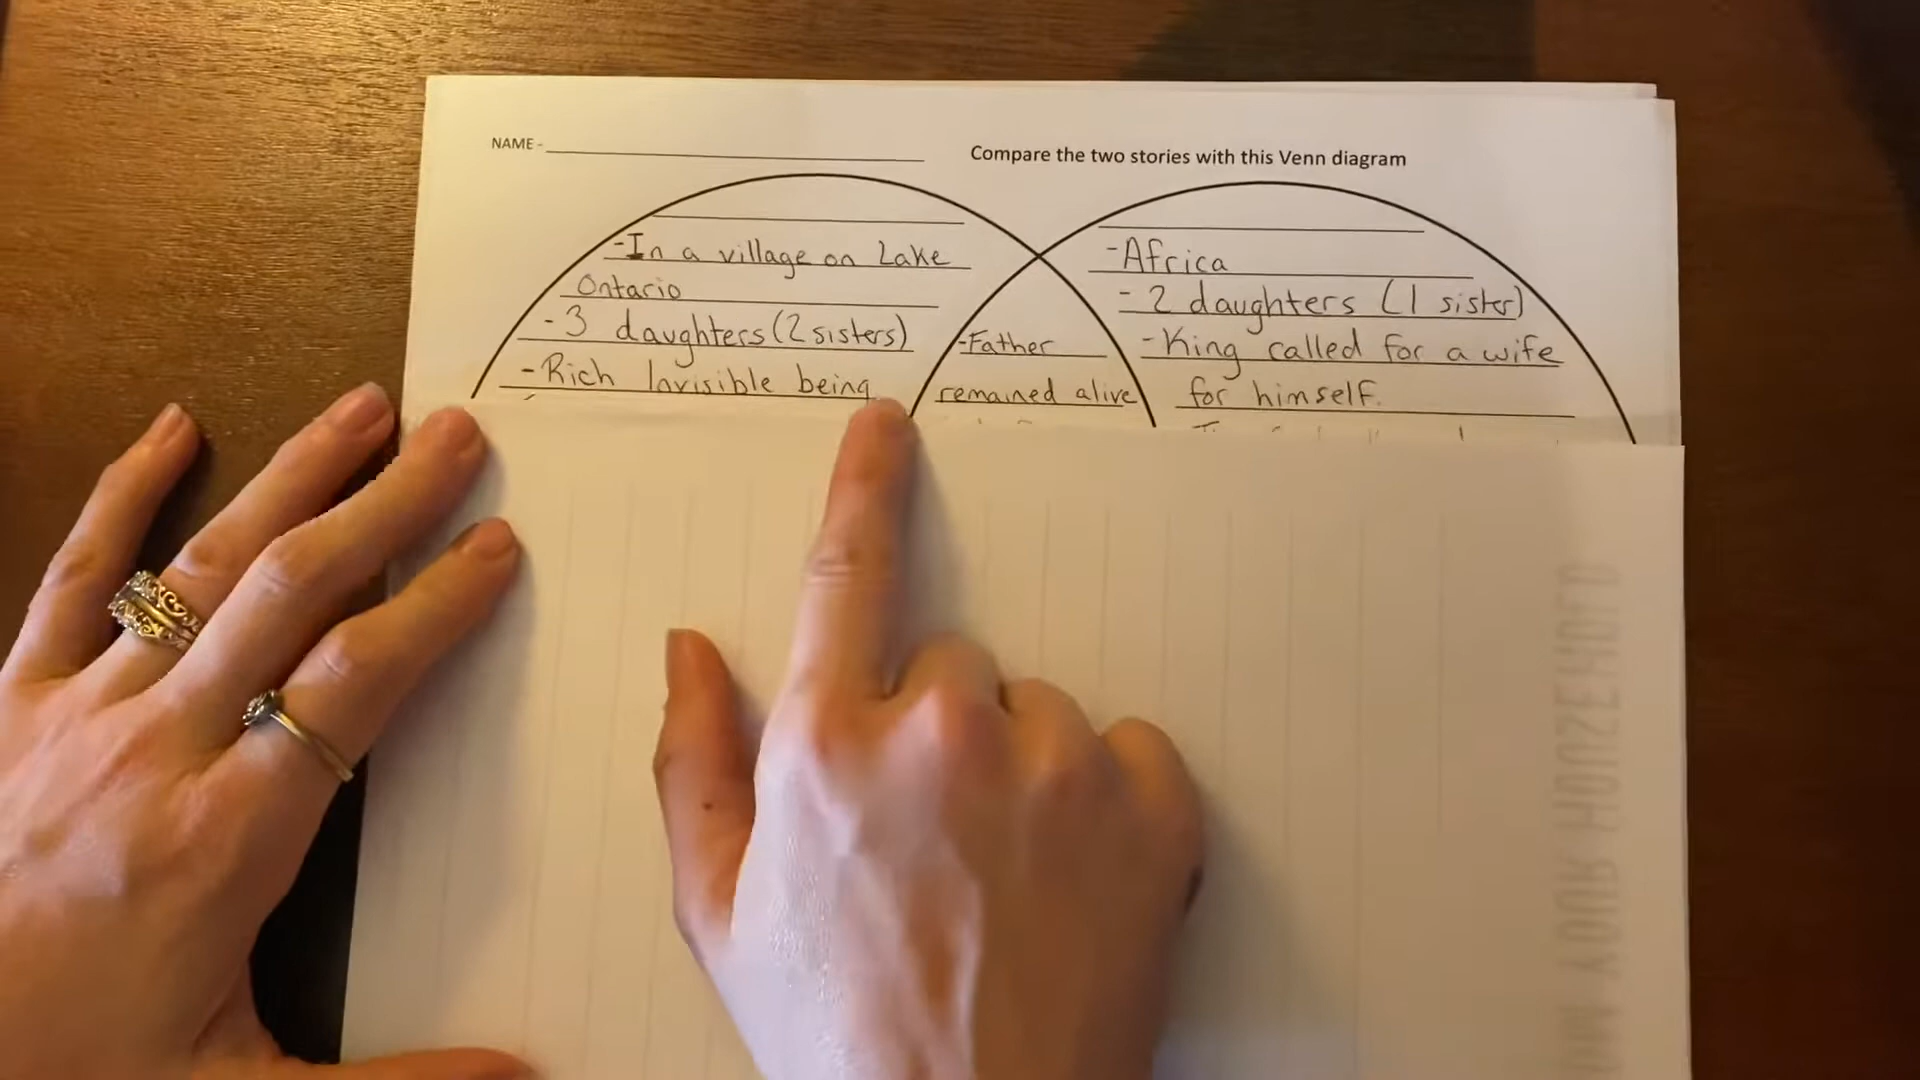 NAME -
Compare the two stories with this Venn diagram
-In a village on Lake
Ontario
-3 daughters (2 sisters)
-Rich Invisible being
-Father
remained alive
-Africa
- 2 daughters (1 sister)
-King called for a wife
for himself.